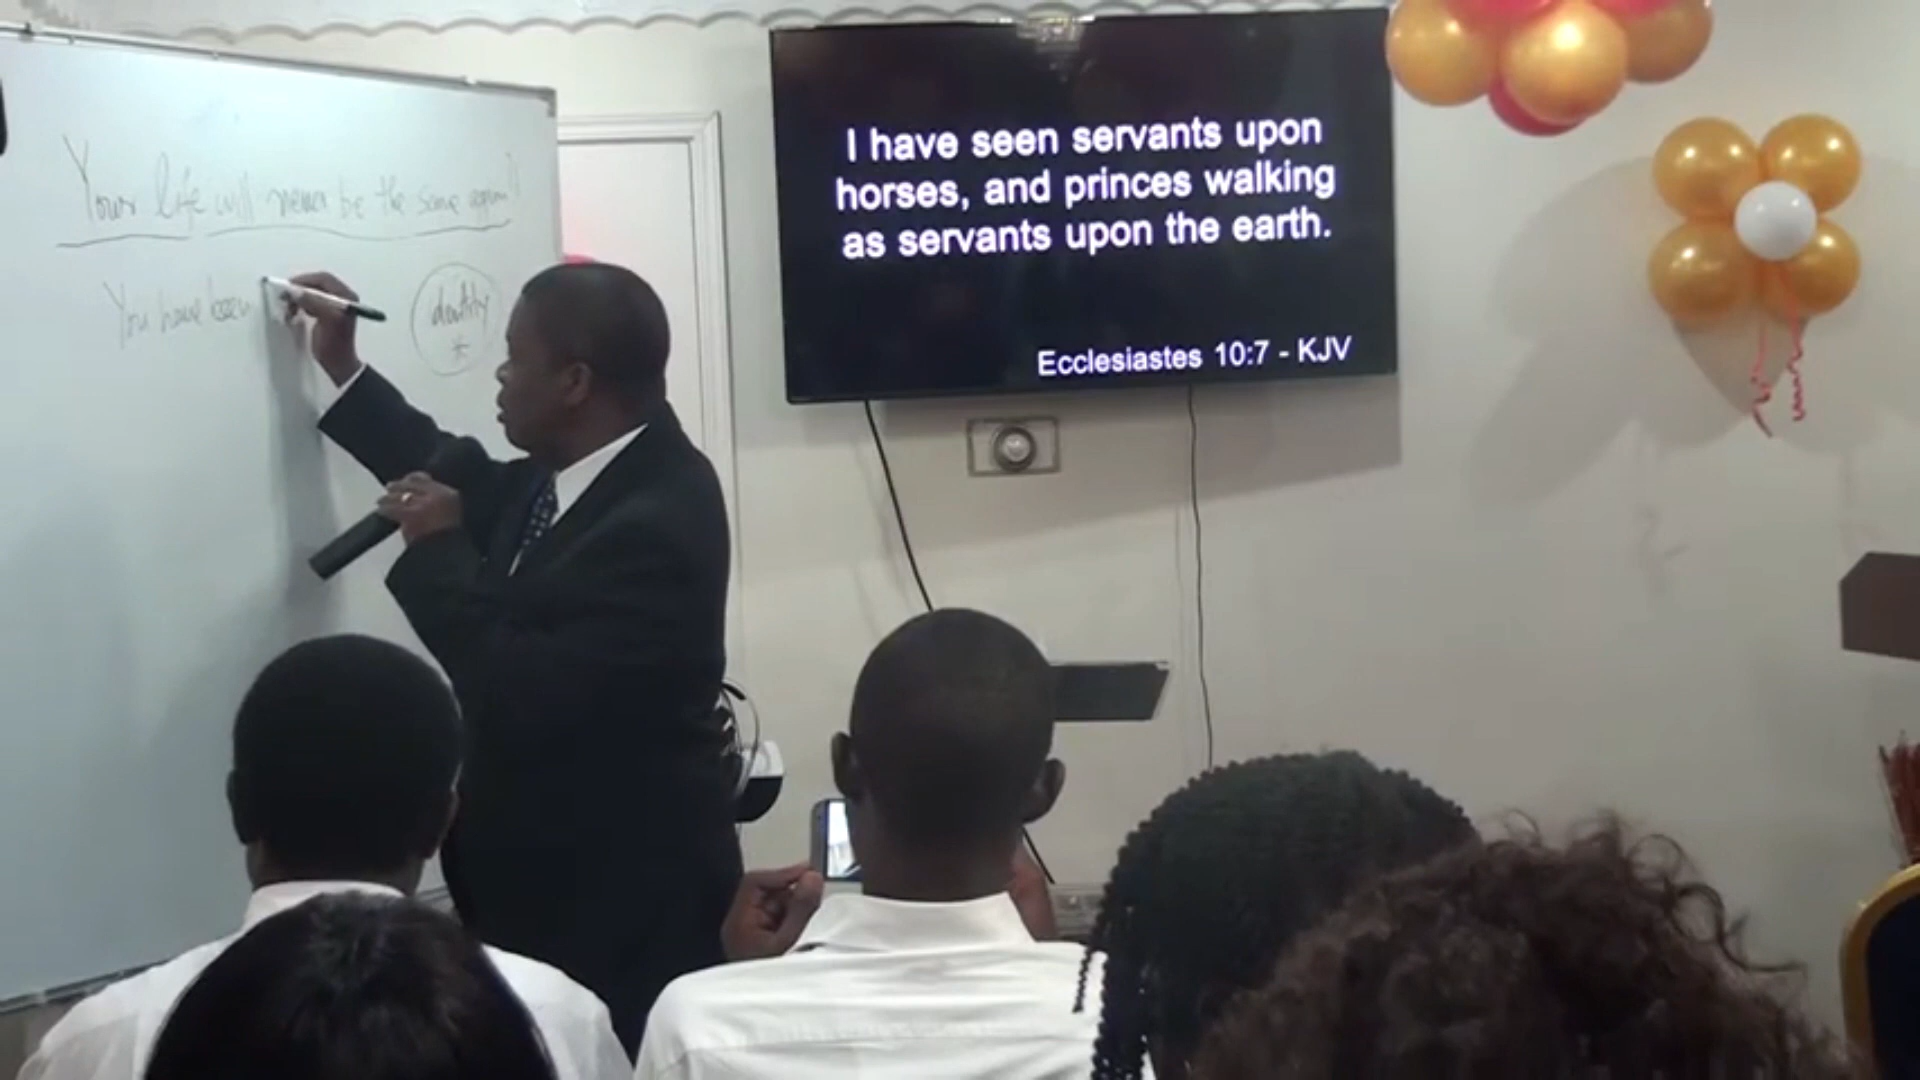 Your life will never be the same again!
You have been
identity
I have seen servants upon
horses, and princes walking
as servants upon the earth.
Ecclesiastes 10:7 - KJV